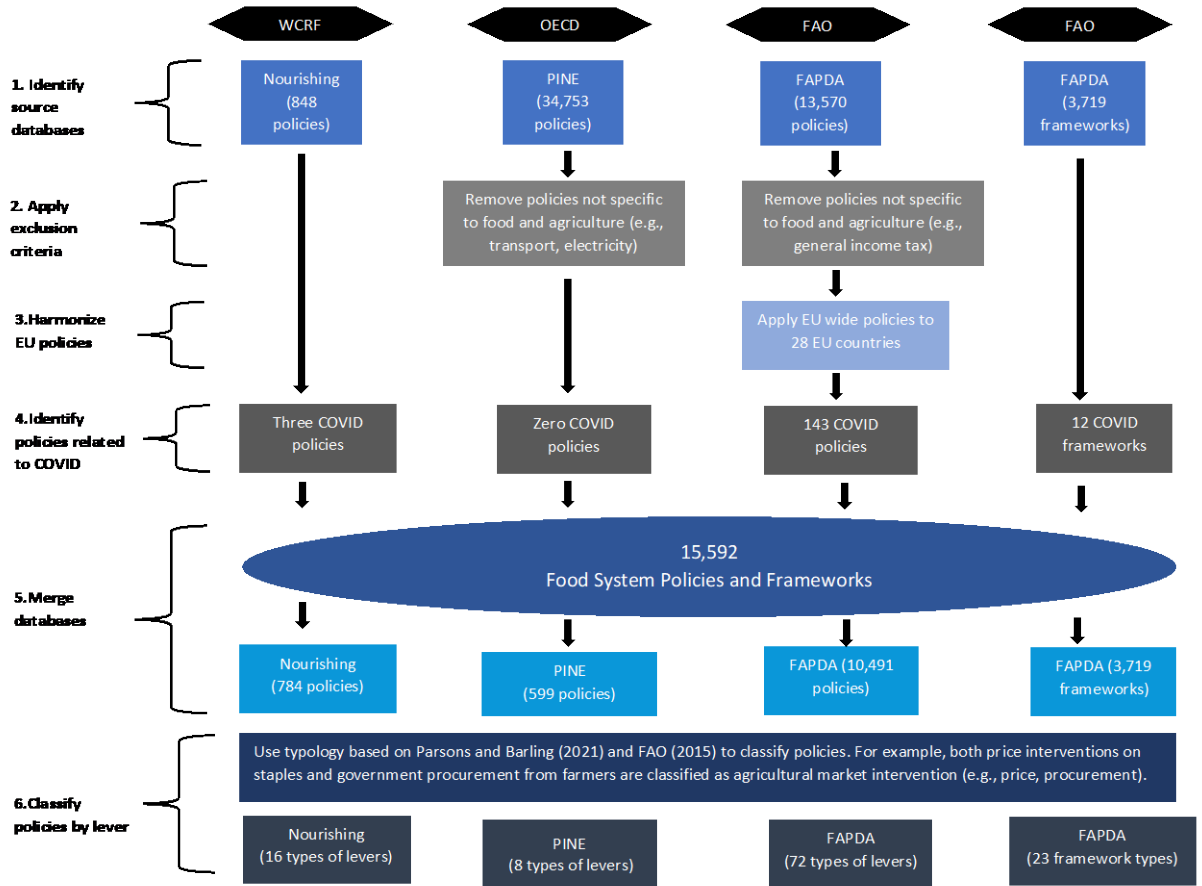 WCRF
OECD
FAO
FAO
1. Identify
source
databases
Nourishing
(848
policies)
PINE
(34,753
policies)
FAPDA
(13,570
policies)
FAPDA
(3,719
frameworks)
2. Apply
exclusion
criteria
Remove policies not specific
to food and agriculture (e.g.,
transport, electricity)
Remove policies not specific
to food and agriculture (e.g.,
general income tax)
3.Harmonize
EU policies
Apply EU wide policies to
28 EU countries
4.Identify
policies related
to COVID
Three COVID
policies
Zero COVID
policies
143 COVID
policies
12 COVID
frameworks
5.Merge
databases
15,592
Food System Policies and Frameworks
Nourishing
(784 policies)
PINE
(599 policies)
FAPDA (10,491
policies)
FAPDA (3,719
frameworks)
6.Classify
policies by lever
Use typology based on Parsons and Barling (2021) and FAO (2015) to classify policies. For example, both price interventions on
staples and government procurement from farmers are classified as agricultural market intervention (e.g., price, procurement).
Nourishing
(16 types of levers)
PINE
(8 types of levers)
FAPDA
(72 types of levers)
FAPDA
(23 framework types)